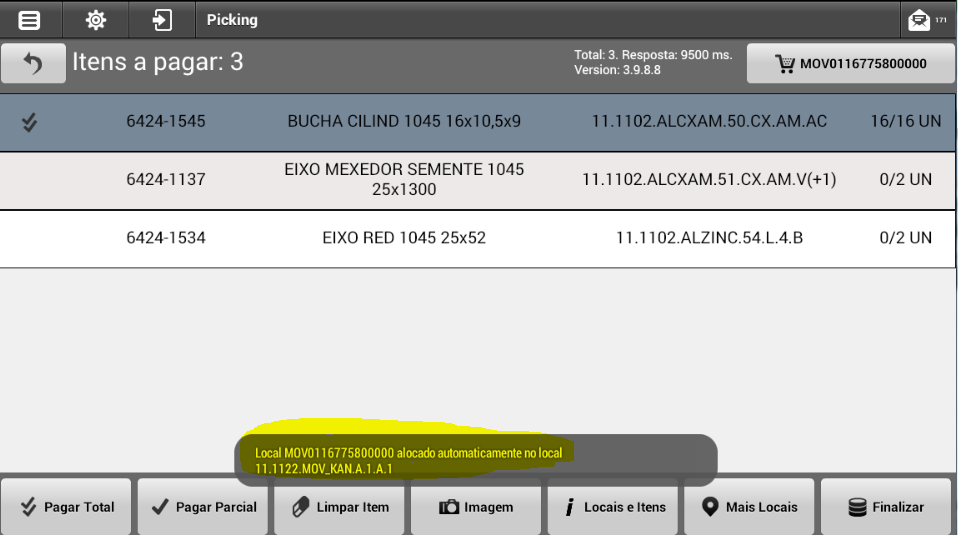 Picking
171
Itens a pagar: 3
Total: 3. Resposta: 9500 ms.
Version: 3.9.8.8
MOV0116775800000
6424-1545 BUCHA CILIND 1045 16x10,5x9 11.1102.ALCXAM.50.CX.AM.AC 16/16 UN
6424-1137 EIXO MEXEDOR SEMENTE 1045 11.1102.ALCXAM.51.CX.AM.V(+1) 0/2 UN
25x1300
6424-1534 EIXO RED 1045 25x52 11.1102.ALZINC.54.L.4.B 0/2 UN
Local MOV0116775800000 alocado automaticamente no local
11.1122.MOV_KAN.A.1.A.1
Pagar Total Pagar Parcial Limpar Item Imagem Locais e Itens Mais Locais Finalizar